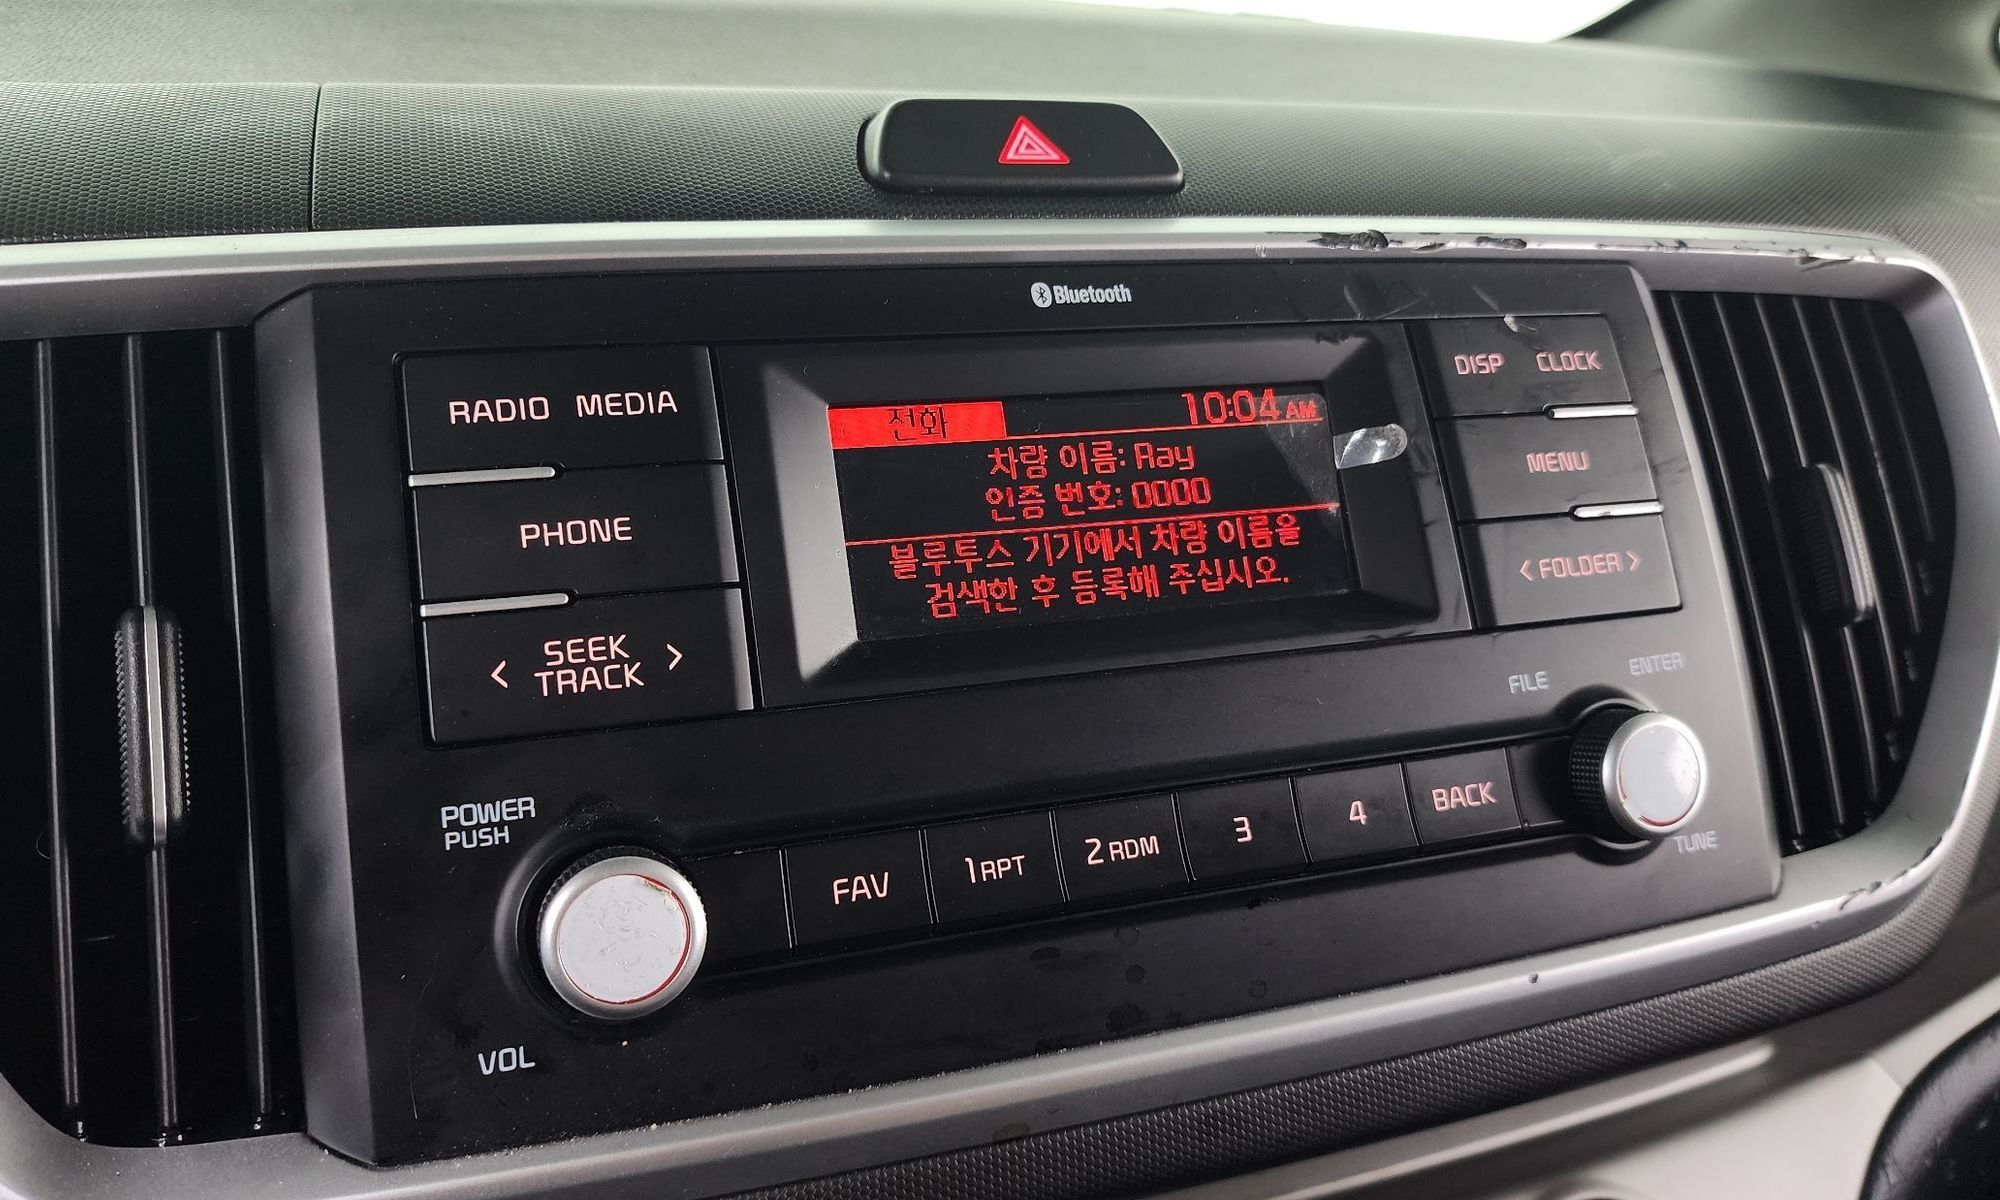 Bluetooth
RADIO MEDIA
PHONE
< SEEK TRACK >
전화 10:04 AM
차량 이름: Ray
인증 번호: 0000
블루투스 기기에서 차량 이름을
검색한 후 등록해 주십시오.
DISP CLOCK
MENU
< FOLDER >
FILE ENTER
TUNE
POWER
PUSH
VOL
FAV 1 RPT 2 RDM 3 4 BACK